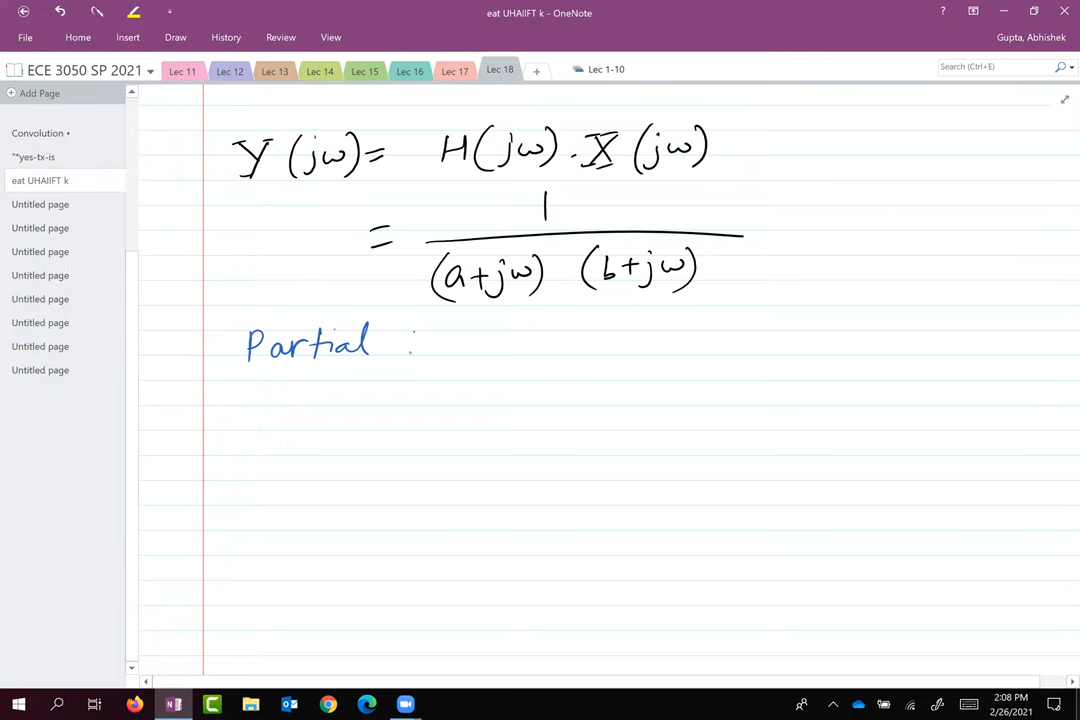 eat UHAIIFT k - OneNote
?
File Home Insert Draw History Review View
Gupta, Abhishek
ECE 3050 SP 2021
Lec 11 Lec 12 Lec 13 Lec 14 Lec 15 Lec 16 Lec 17 Lec 18 + Lec 1-10
Search (Ctrl+E)
Add Page
Convolution •
"*yes-tx-is
eat UHAIIFT k
Untitled page
Untitled page
Untitled page
Untitled page
Untitled page
Untitled page
Untitled page
Untitled page
Y (jω) = H(jω) . X (jω)
= 1
(a+jω) (b+jω)
Partial
2:08 PM
2/26/2021